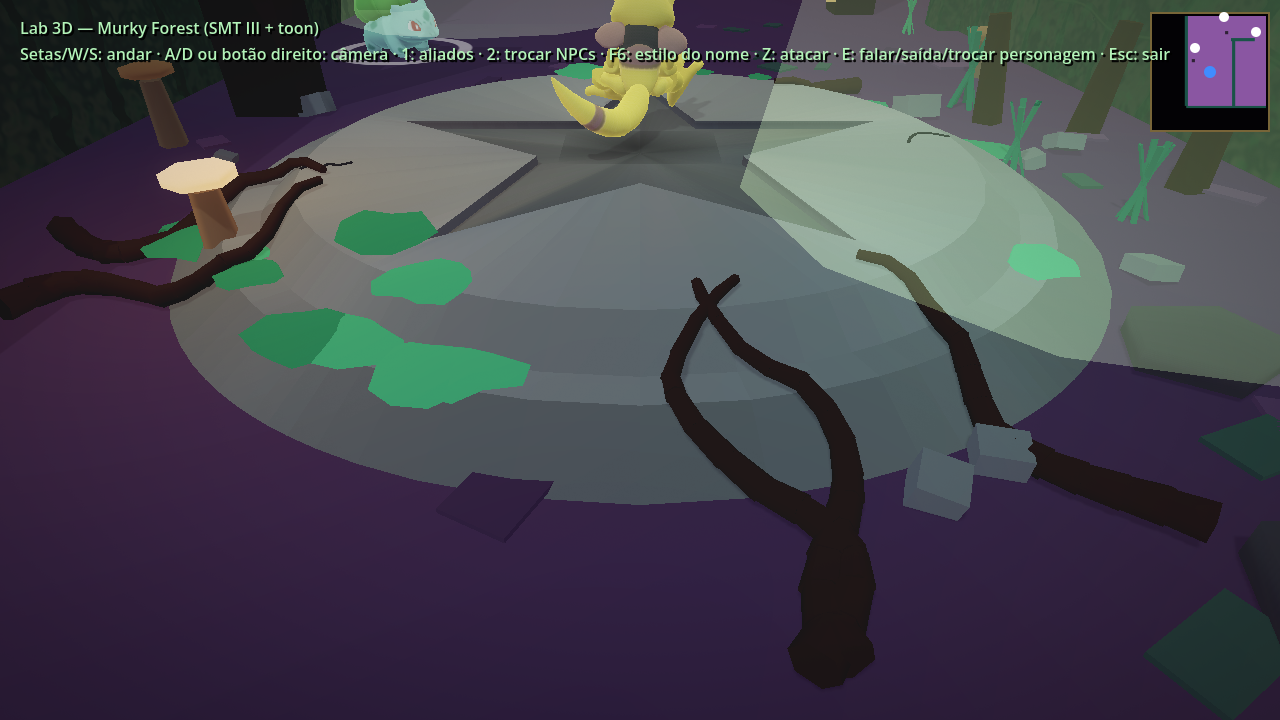 Lab 3D — Murky Forest (SMT III + toon)
Setas/W/S: andar · A/D ou botão direito: câmera · 1: aliados · 2: trocar NPCs · F6: estilo do nome · Z: atacar · E: falar/saída/trocar personagem · Esc: sair